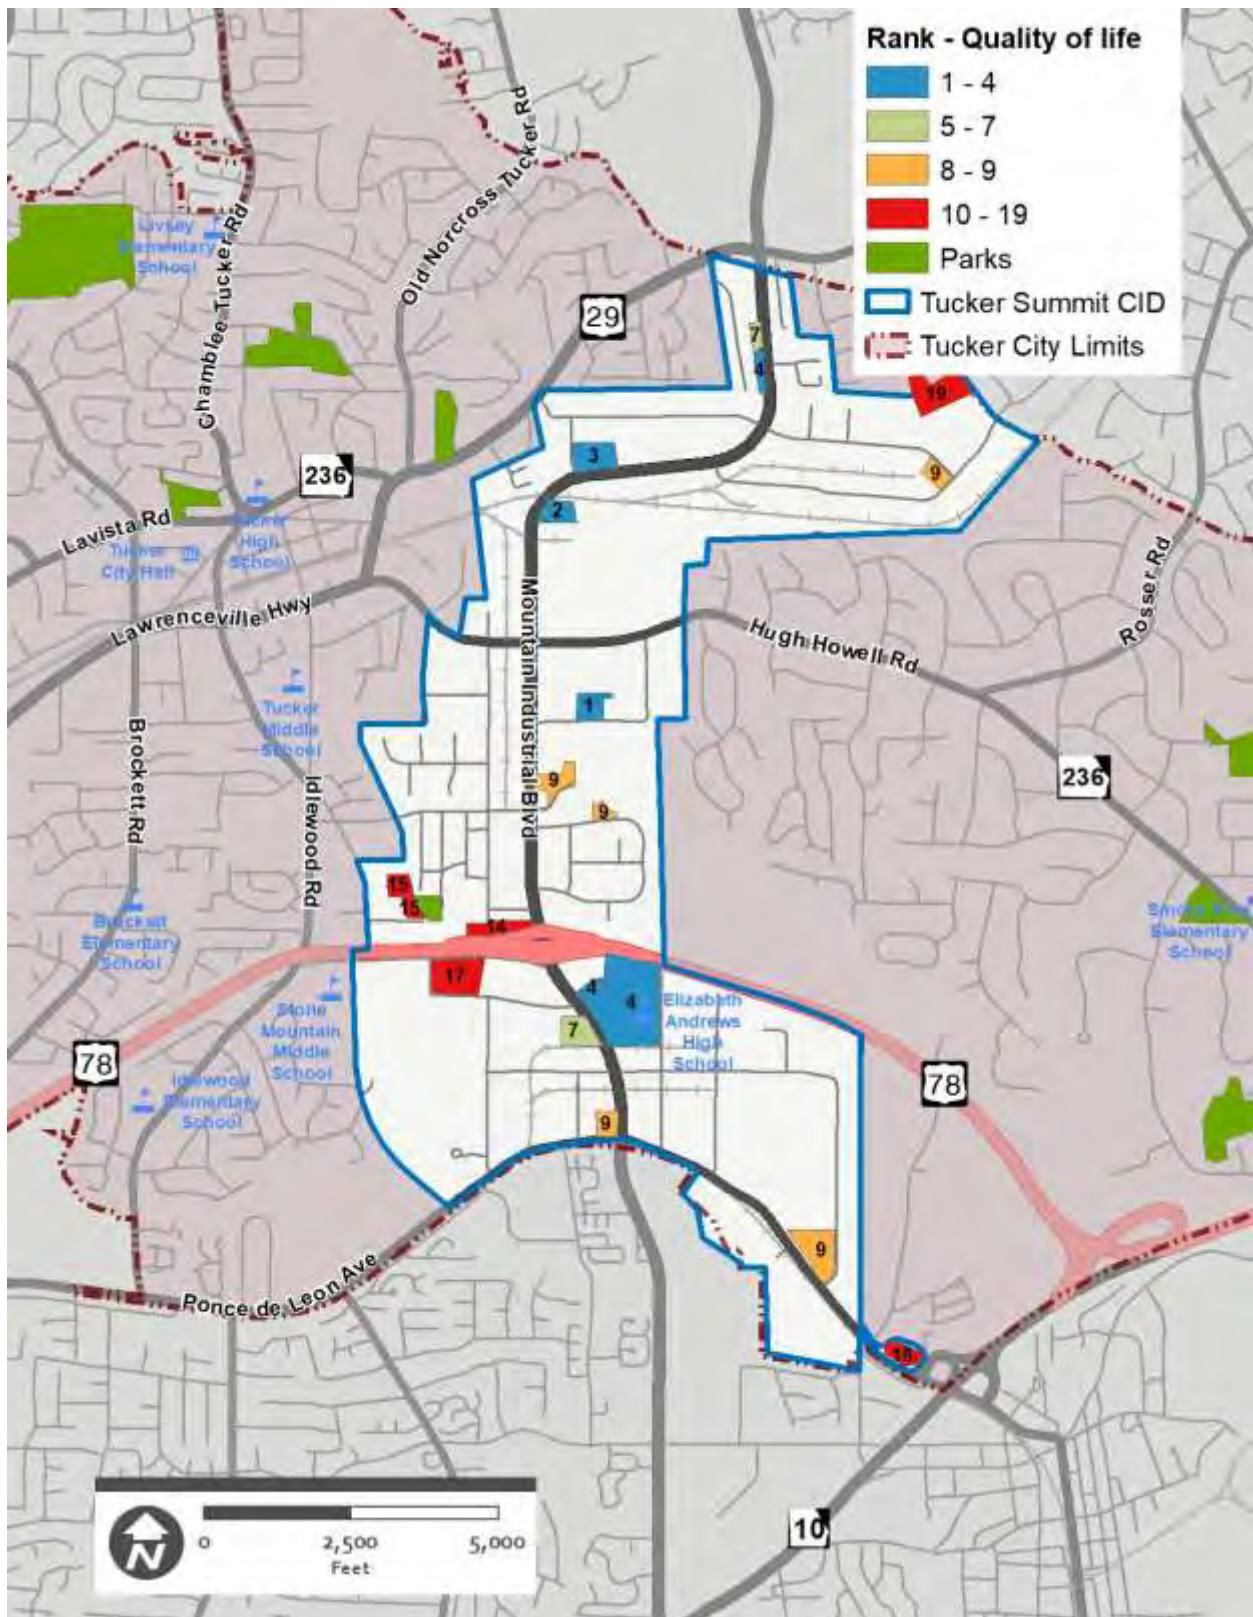 Rank - Quality of life
1 - 4
5 - 7
8 - 9
10 - 19
Parks
Tucker Summit CID
Tucker City Limits
Old Norcross Tucker Rd
Chamblee Tucker Rd
Livsey
Elementary
School
29
7
4
19
3
9
236
2
Lavista Rd
Tucker
High
School
Tucker
City Hall
Lawrenceville Hwy
Mountain Industrial Blvd
Hugh Howell Rd
Rosser Rd
1
Tucker
Middle
School
Brockett Rd
Idlewood Rd
236
9
9
15
15
14
Brockett
Elementary
School
Elementary
School
17
4
4
Elizabeth
Andrews
High
School
7
Stone
Mountain
Middle
School
78
78
Idlewood
Elementary
School
9
9
Ponce de Leon Ave
10
N
0
2,500
5,000
Feet